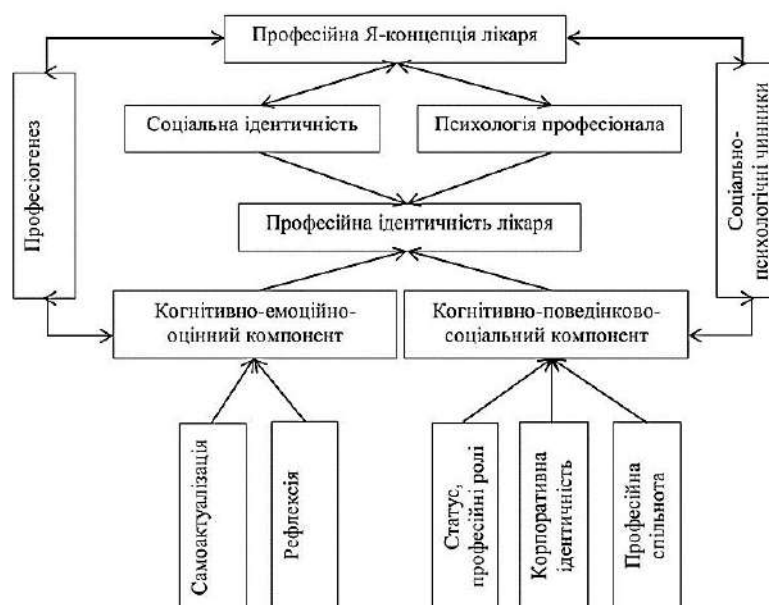 Професійна Я-концепція лікаря
Соціальна ідентичність
Психологія професіонала
Професіогенез
Соціально-
психологічні чинники
Професійна ідентичність лікаря
Когнітивно-емоційно-
оцінний компонент
Когнітивно-поведінково-
соціальний компонент
Самоактуалізація
Рефлексія
Статус,
професійні ролі
Корпоративна
ідентичність
Професійна
спільнота